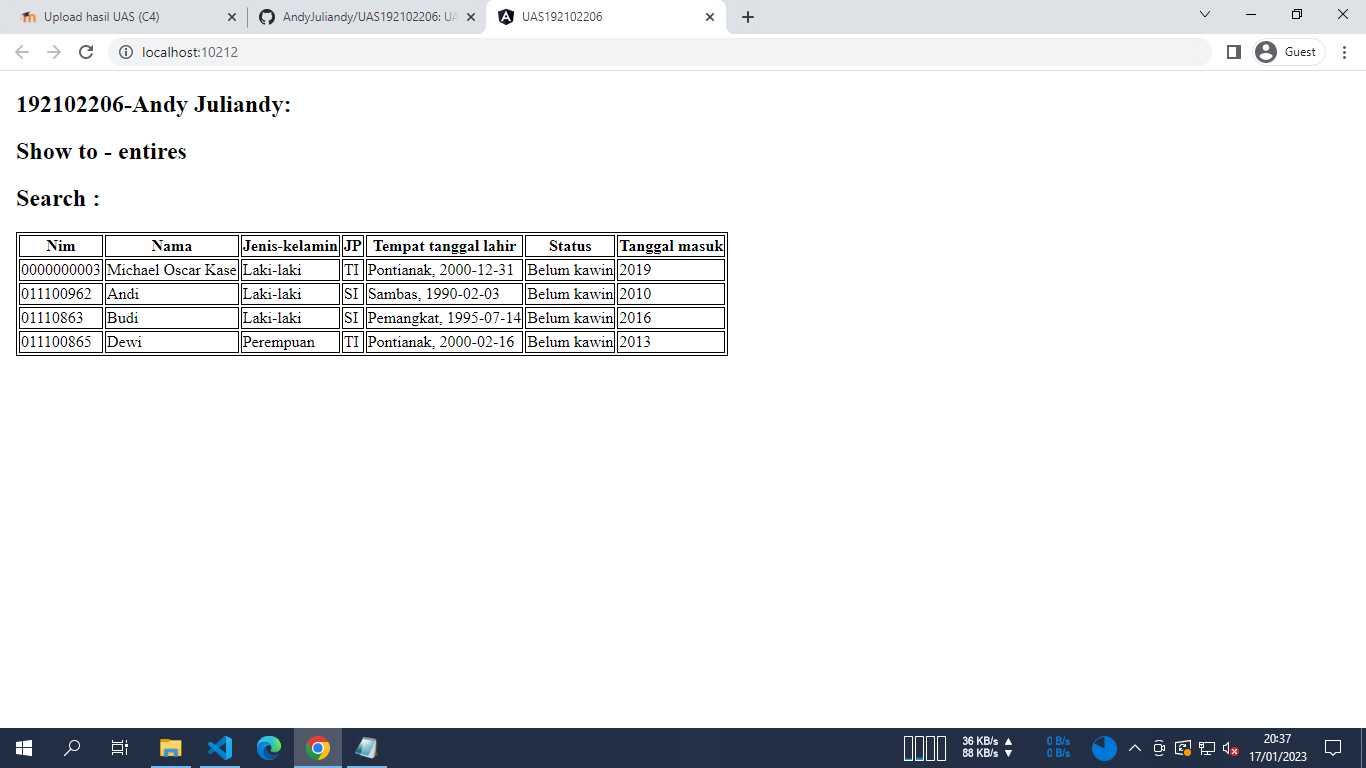 Upload hasil UAS (C4)
AndyJuliandy/UAS192102206: UA
UAS192102206
localhost:10212
Guest
192102206-Andy Juliandy:
Show to - entires
Search :
Nim Nama Jenis-kelamin JP Tempat tanggal lahir Status Tanggal masuk
0000000003 Michael Oscar Kase Laki-laki TI Pontianak, 2000-12-31 Belum kawin 2019
011100962 Andi Laki-laki SI Sambas, 1990-02-03 Belum kawin 2010
01110863 Budi Laki-laki SI Pemangkat, 1995-07-14 Belum kawin 2016
011100865 Dewi Perempuan TI Pontianak, 2000-02-16 Belum kawin 2013
36 KB/s ▲ 0 B/s 20:37
88 KB/s ▼ 0 B/s 17/01/2023